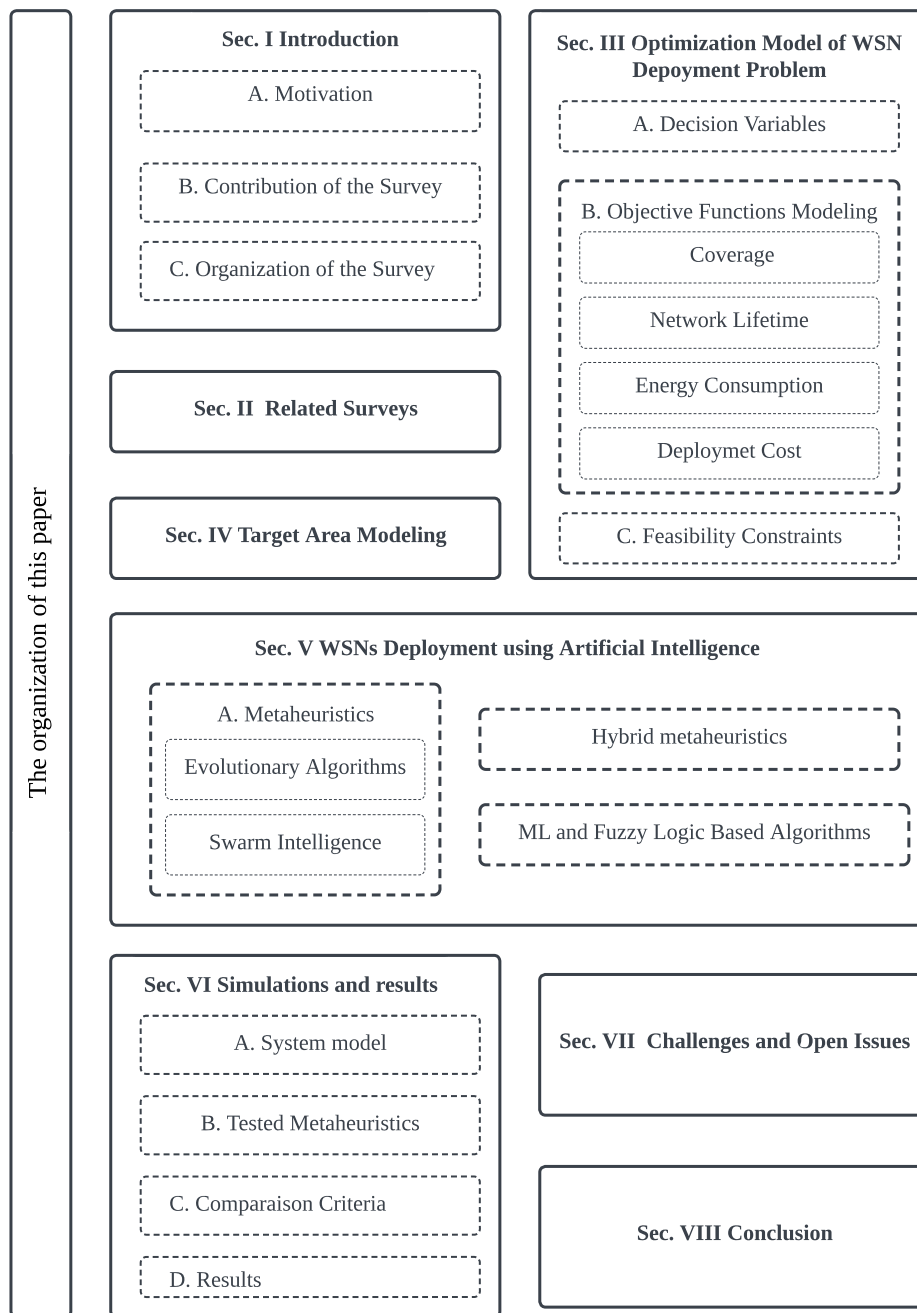 The organization of this paper
Sec. I Introduction
A. Motivation
B. Contribution of the Survey
C. Organization of the Survey
Sec. II  Related Surveys
Sec. IV Target Area Modeling
Sec. III Optimization Model of WSN
Depoyment Problem
A. Decision Variables
B. Objective Functions Modeling
Coverage
Network Lifetime
Energy Consumption
Deploymet Cost
C. Feasibility Constraints
Sec. V WSNs Deployment using Artificial Intelligence
A. Metaheuristics
Evolutionary Algorithms
Swarm Intelligence
Hybrid metaheuristics
ML and Fuzzy Logic Based Algorithms
Sec. VI Simulations and results
A. System model
B. Tested Metaheuristics
C. Comparaison Criteria
D. Results
Sec. VII  Challenges and Open Issues
Sec. VIII Conclusion